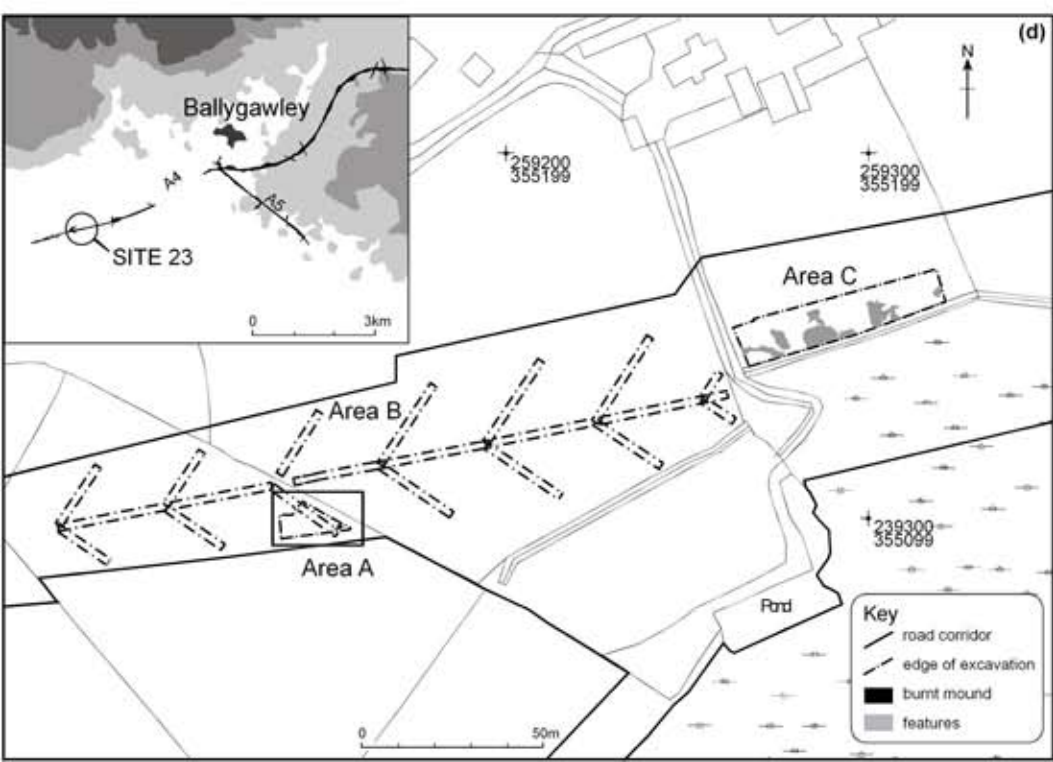 (d)
N
Ballygawley
A4
A5
SITE 23
0 3km
259200
355199
259300
355199
Area C
Area B
Area A
239300
355099
Pond
0 50m
Key
road corridor
edge of excavation
burnt mound
features